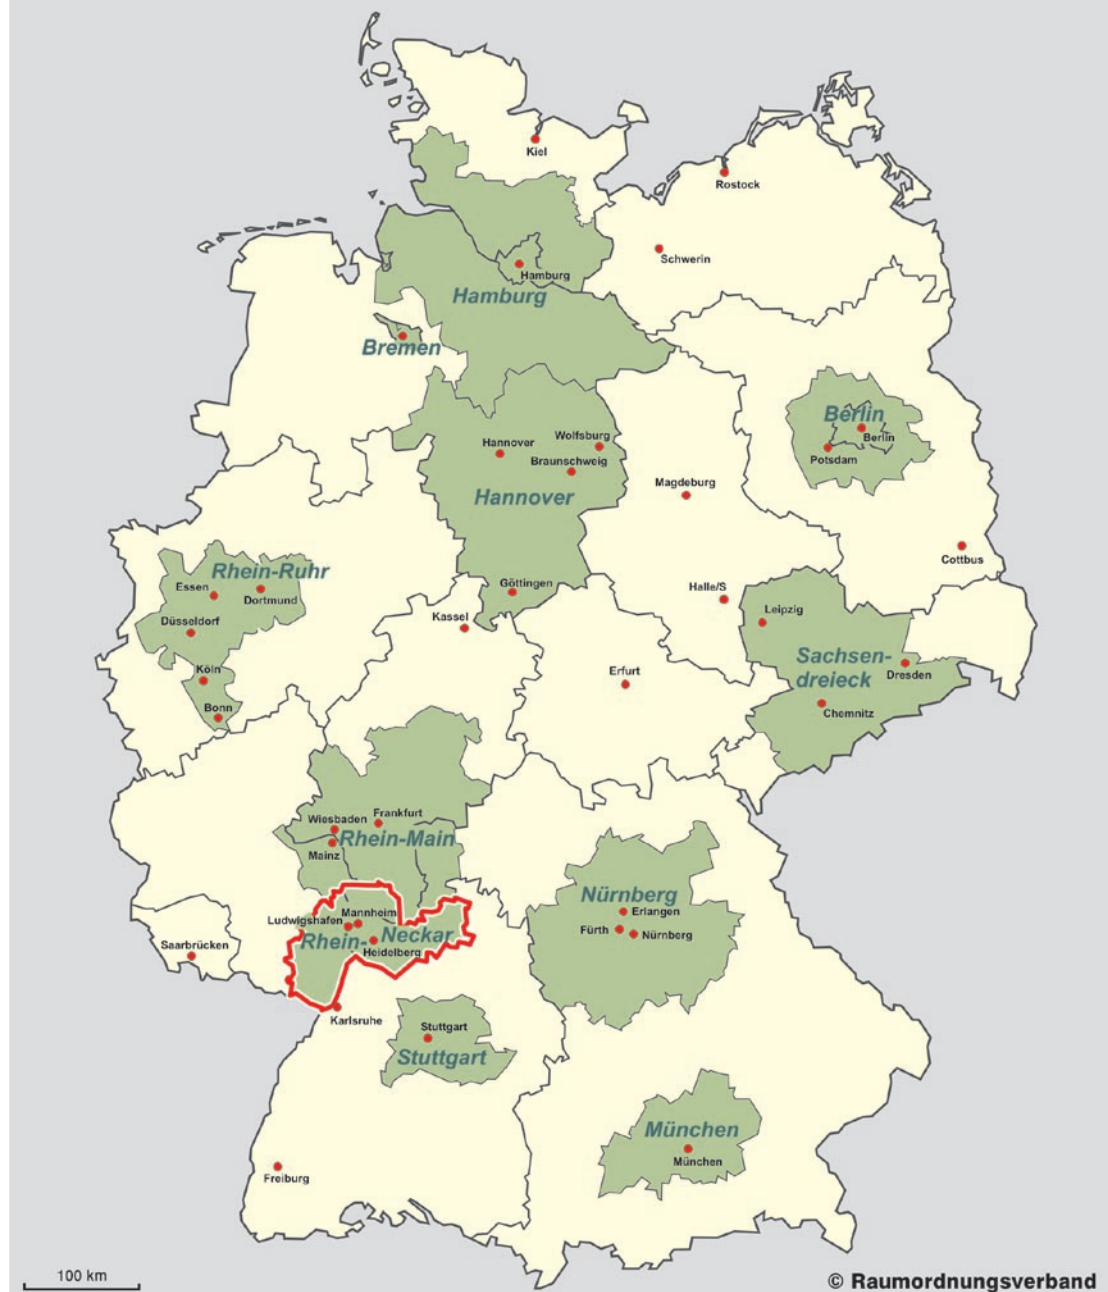 Kiel
Rostock
Schwerin
Hamburg
Hamburg
Bremen
Berlin
Berlin
Potsdam
Hannover
Wolfsburg
Braunschweig
Hannover
Magdeburg
Cottbus
Rhein-Ruhr
Essen
Dortmund
Düsseldorf
Göttingen
Halle/S
Leipzig
Kassel
Köln
Bonn
Erfurt
Sachsen-
dreieck
Dresden
Chemnitz
Wiesbaden
Frankfurt
Rhein-Main
Mainz
Nürnberg
Erlangen
Fürth
Nürnberg
Ludwigshafen
Mannheim
Rhein-
Neckar
Heidelberg
Saarbrücken
Karlsruhe
Stuttgart
Stuttgart
München
München
Freiburg
100 km
© Raumordnungsverband